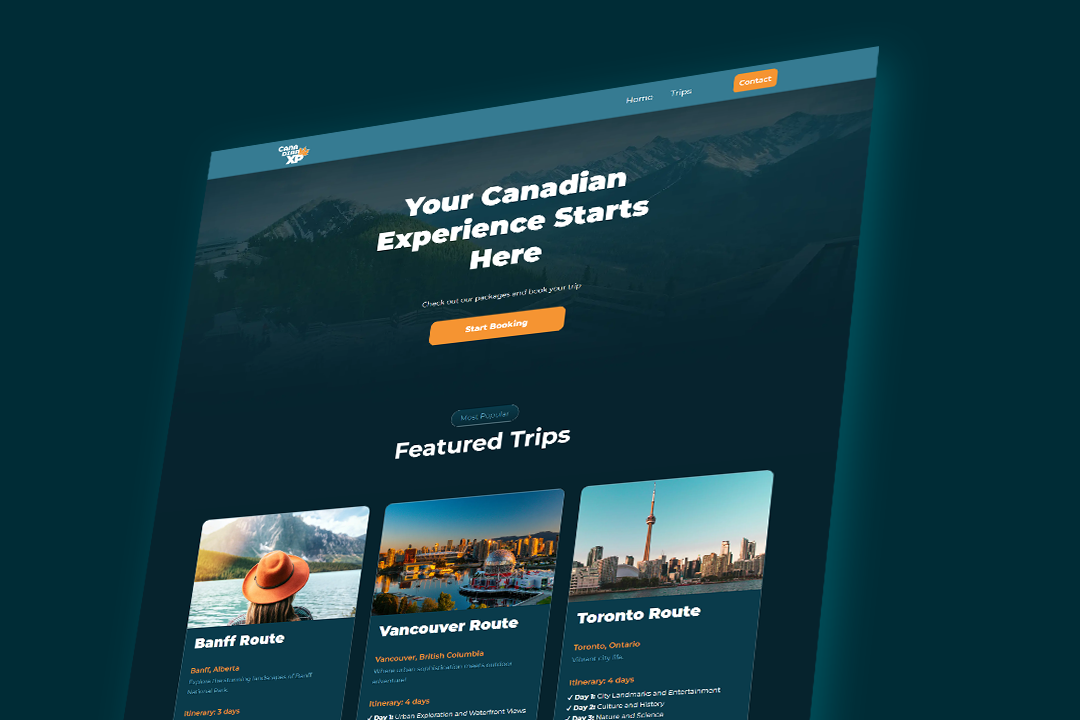 Home Trips Contact
CANA
DIAN
XP
Your Canadian
Experience Starts
Here
Check out our packages and book your trip
Start Booking
Most Popular
Featured Trips
Banff Route
Banff, Alberta
Explore the stunning landscapes of Banff
National Park.
Itinerary: 3 days
Vancouver Route
Vancouver, British Columbia
Where urban sophistication meets outdoor
adventure!
Itinerary: 4 days
✓ Day 1: Urban Exploration and Waterfront Views
Toronto Route
Toronto, Ontario
Vibrant city life.
Itinerary: 4 days
✓ Day 1: City Landmarks and Entertainment
✓ Day 2: Culture and History
✓ Day 3: Nature and Science